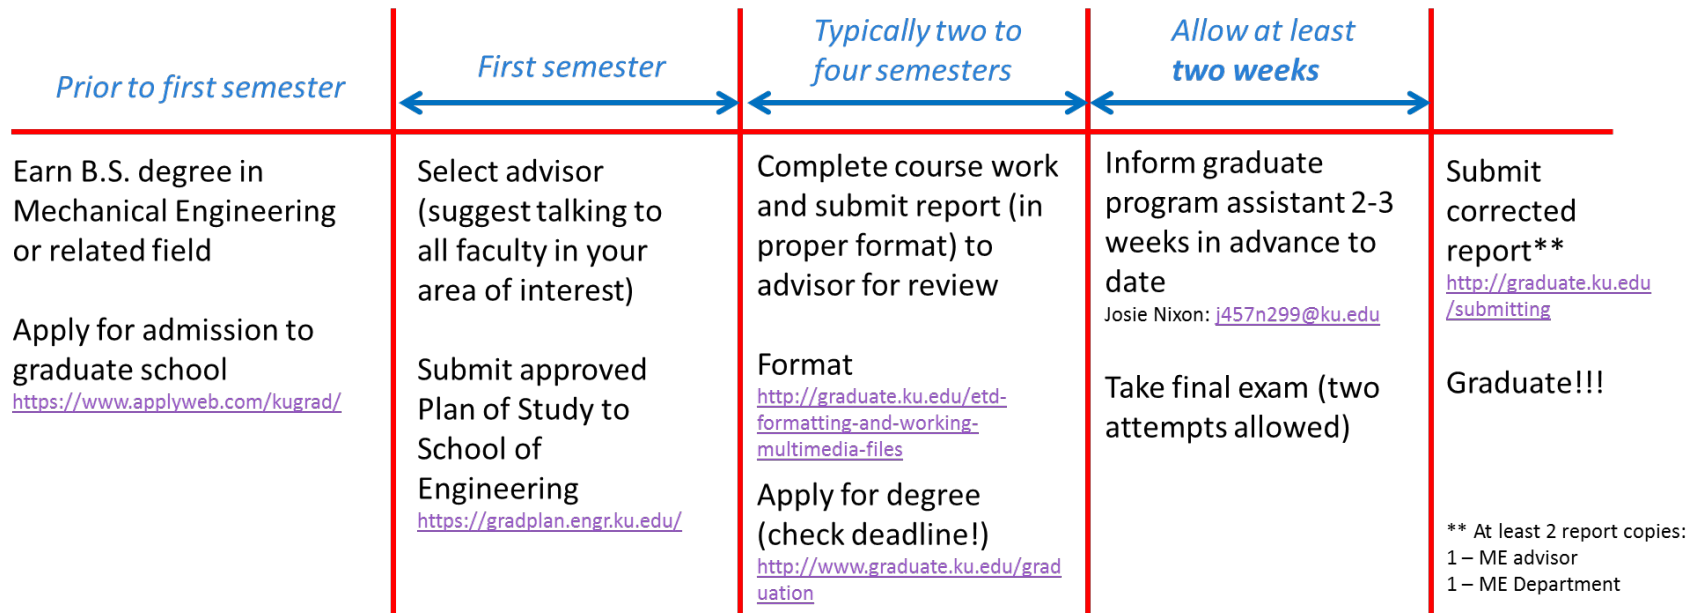 Prior to first semester
Earn B.S. degree in
Mechanical Engineering
or related field
Apply for admission to
graduate school
https://www.applyweb.com/kugrad/
First semester
Select advisor
(suggest talking to
all faculty in your
area of interest)
Submit approved
Plan of Study to
School of
Engineering
https://gradplan.engr.ku.edu/
Typically two to
four semesters
Complete course work
and submit report (in
proper format) to
advisor for review
Format
http://graduate.ku.edu/etd-
formatting-and-working-
multimedia-files
Apply for degree
(check deadline!)
http://www.graduate.ku.edu/grad
uation
Allow at least
two weeks
Inform graduate
program assistant 2-3
weeks in advance to
date
Josie Nixon: j457n299@ku.edu
Take final exam (two
attempts allowed)
Submit
corrected
report**
http://graduate.ku.edu
/submitting
Graduate!!!
** At least 2 report copies:
1 – ME advisor
1 – ME Department